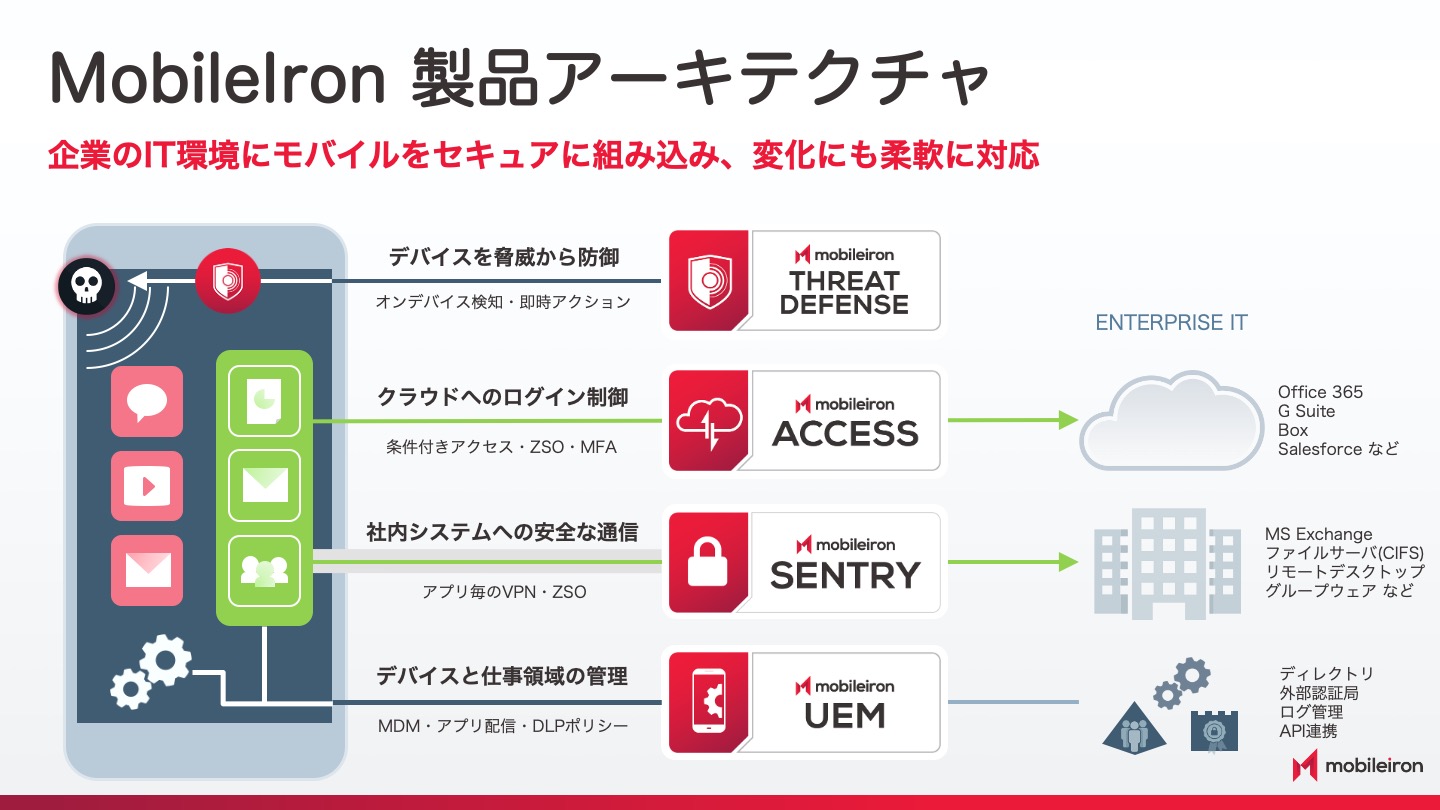 MobileIron 製品アーキテクチャ
企業のIT環境にモバイルをセキュアに組み込み、変化にも柔軟に対応
デバイスを脅威から防御
オンデバイス検知・即時アクション
mobileiron
THREAT
DEFENSE
ENTERPRISE IT
クラウドへのログイン制御
条件付きアクセス・ZSO・MFA
mobileiron
ACCESS
Office 365
G Suite
Box
Salesforce など
社内システムへの安全な通信
アプリ毎のVPN・ZSO
mobileiron
SENTRY
MS Exchange
ファイルサーバ(CIFS)
リモートデスクトップ
グループウェア など
デバイスと仕事領域の管理
MDM・アプリ配信・DLPポリシー
mobileiron
UEM
ディレクトリ
外部認証局
ログ管理
API連携
mobileiron